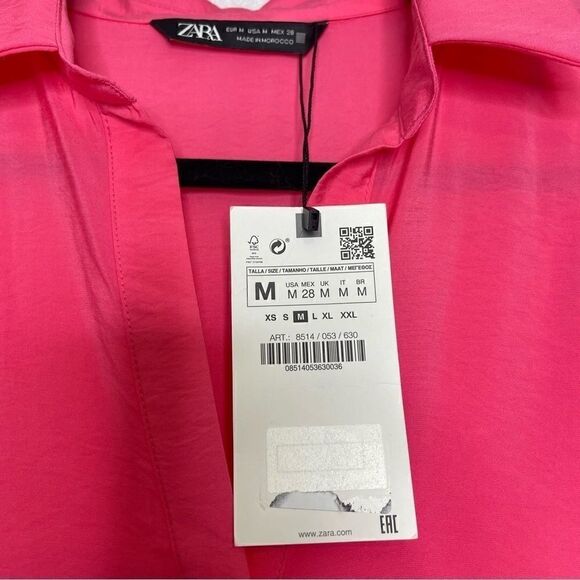 ZARA
EUR M USA M MEX 28
MADE IN MOROCCO
FSC
TALLA / SIZE / TAMANHO / TAILLE / MAAT / ΜΕΓΕΘΟΣ
M
USA MEX UK IT BR
M 28 M M M
XS S M L XL XXL
ART.: 8514 / 053 / 630
08514053630036
www.zara.com
EAC